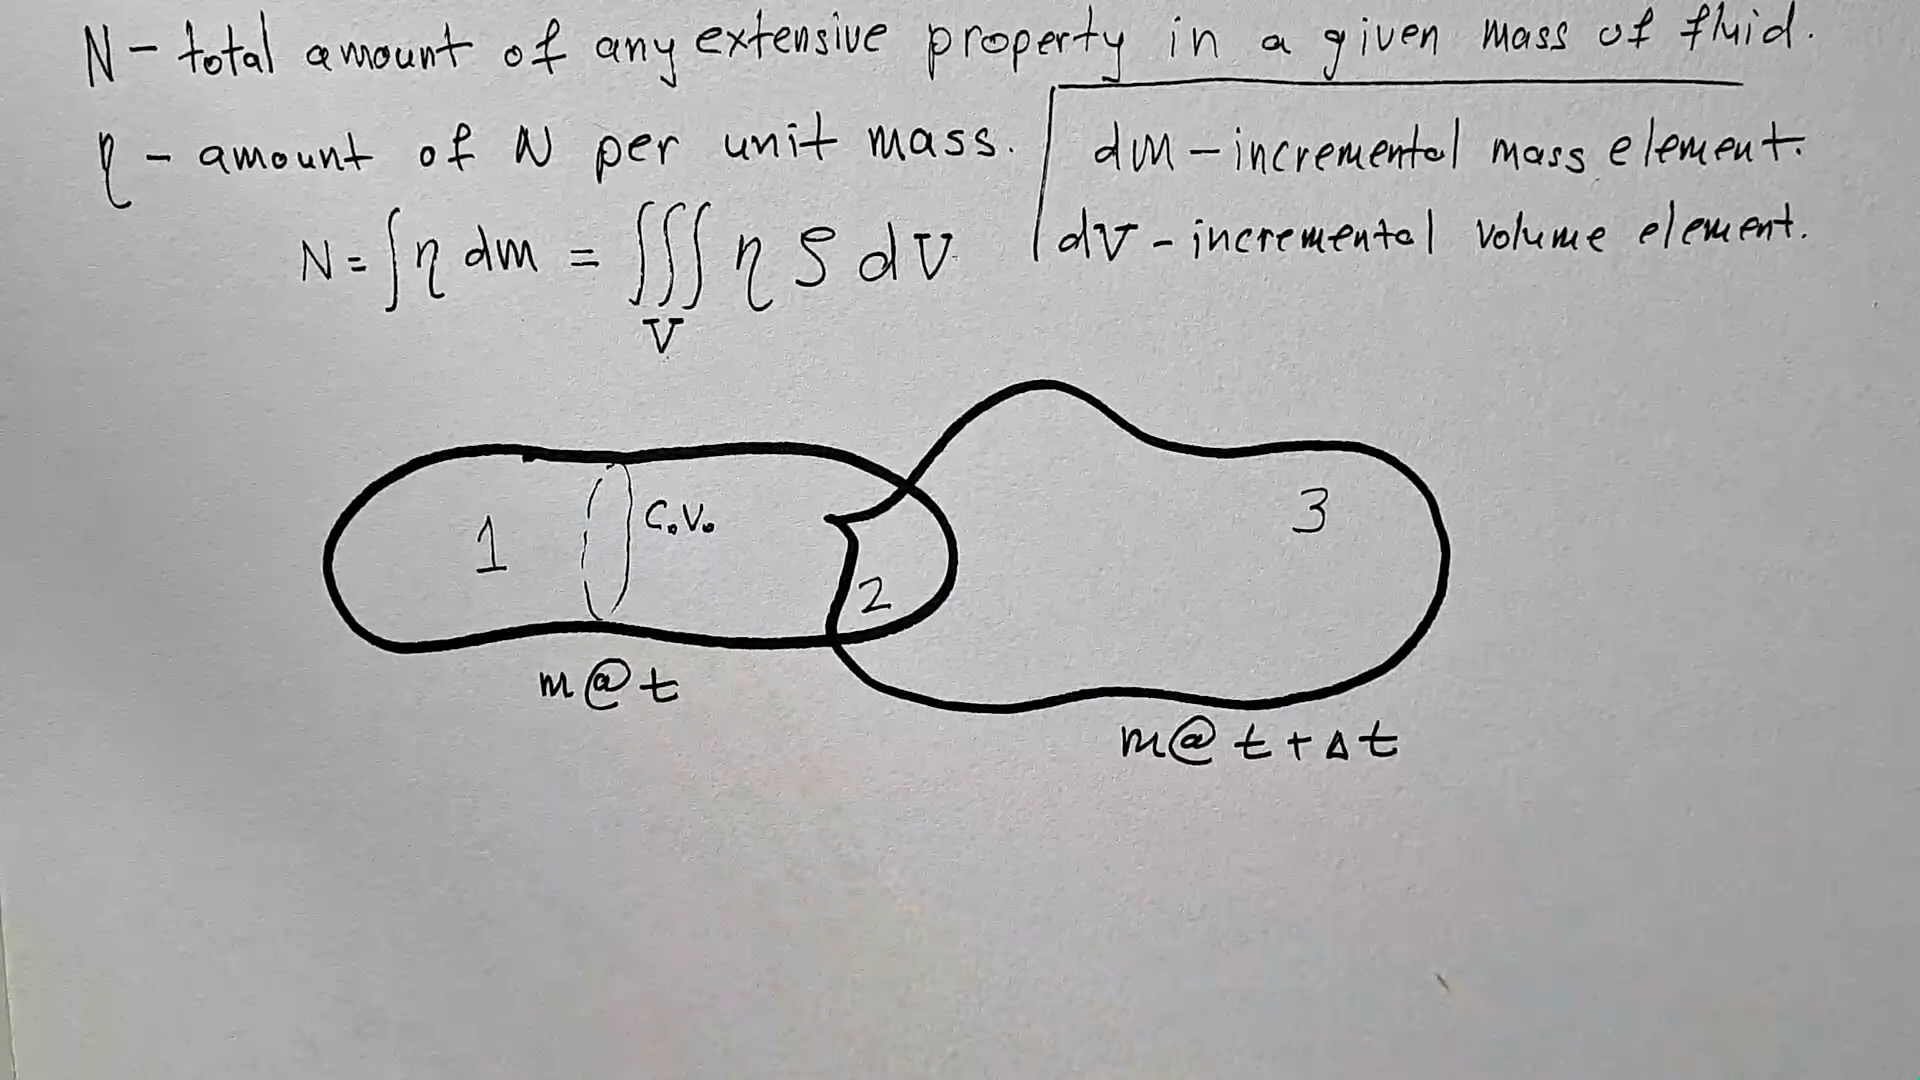 N - total amount of any extensive property in a given mass of fluid.
η - amount of N per unit mass.
dm - incremental mass element.
dV - incremental volume element.
N = ∫ η dm = ∭ η ρ dV
V
1
C.V.
2
3
m@t
m@ t + Δt